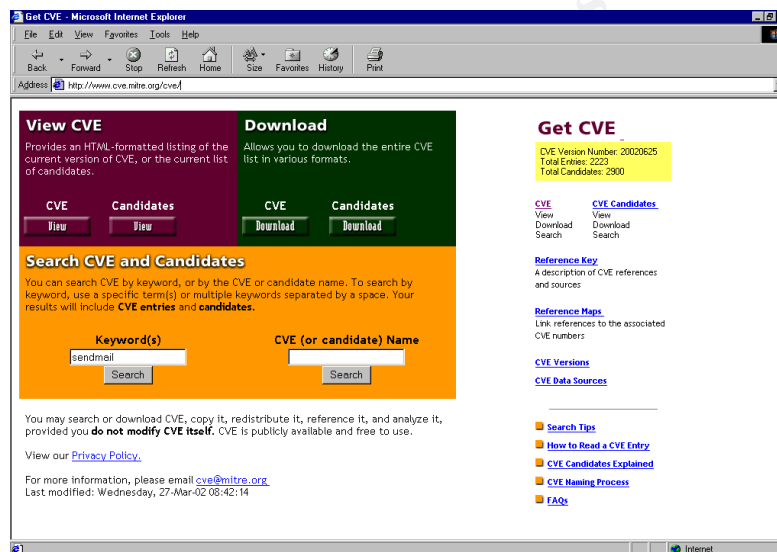 Get CVE - Microsoft Internet Explorer
File Edit View Favorites Tools Help
Back Forward Stop Refresh Home Size Favorites History Print
Address http://www.cve.mitre.org/cve/
View CVE
Provides an HTML-formatted listing of the
current version of CVE, or the current list
of candidates.
CVE Candidates
View View
Download
Allows you to download the entire CVE
list in various formats.
CVE Candidates
Download Download
Search CVE and Candidates
You can search CVE by keyword, or by the CVE or candidate name. To search by
keyword, use a specific term(s) or multiple keywords separated by a space. Your
results will include CVE entries and candidates.
Keyword(s) CVE (or candidate) Name
sendmail
Search Search
You may search or download CVE, copy it, redistribute it, reference it, and analyze it,
provided you do not modify CVE itself. CVE is publicly available and free to use.
View our Privacy Policy.
For more information, please email cve@mitre.org
Last modified: Wednesday, 27-Mar-02 08:42:14
Get CVE
CVE Version Number: 20020625
Total Entries: 2223
Total Candidates: 2900
CVE CVE Candidates
View View
Download Download
Search Search
Reference Key
A description of CVE references
and sources
Reference Maps
Link references to the associated
CVE numbers
CVE Versions
CVE Data Sources
Search Tips
How to Read a CVE Entry
CVE Candidates Explained
CVE Naming Process
FAQs
Internet